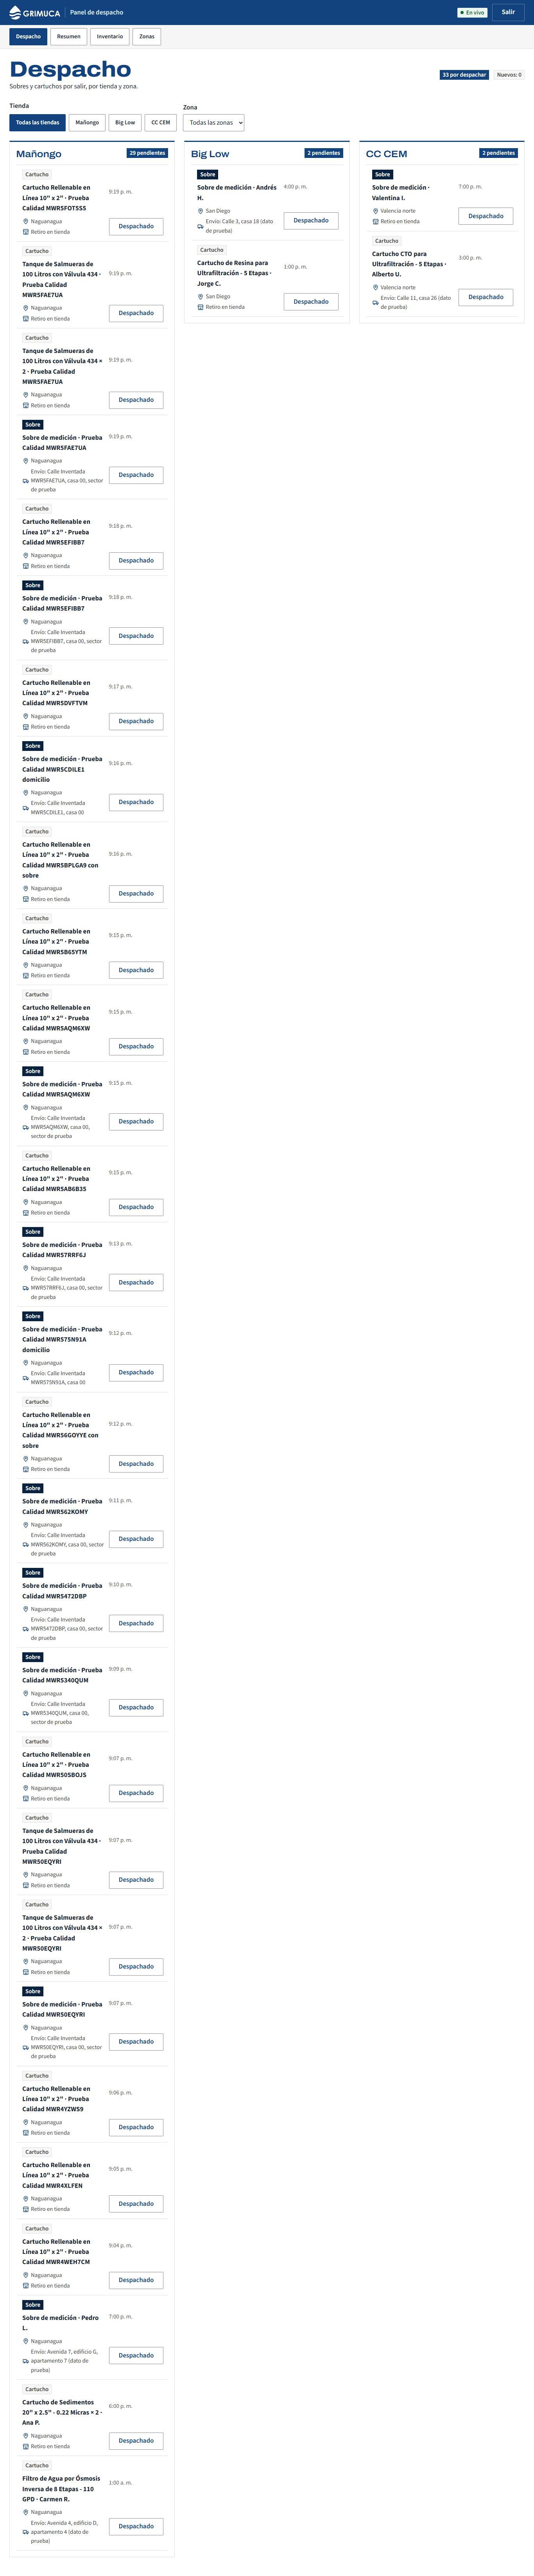 GRIMUCA Panel de despacho
En vivo
Salir
Despacho Resumen Inventario Zonas
Despacho
Sobres y cartuchos por salir, por tienda y zona.
33 por despachar Nuevos: 0
Tienda
Todas las tiendas Mañongo Big Low CC CEM
Zona
Todas las zonas
Mañongo 29 pendientes
Cartucho
Cartucho Rellenable en
Línea 10" x 2" · Prueba
Calidad MWR5FOTSS5
9:19 p. m.
Naguanagua
Retiro en tienda
Despachado
Cartucho
Tanque de Salmueras de
100 Litros con Válvula 434 ·
Prueba Calidad
MWR5FAE7UA
9:19 p. m.
Naguanagua
Retiro en tienda
Despachado
Cartucho
Tanque de Salmueras de
100 Litros con Válvula 434 ×
2 · Prueba Calidad
MWR5FAE7UA
9:19 p. m.
Naguanagua
Retiro en tienda
Despachado
Sobre
Sobre de medición · Prueba
Calidad MWR5FAE7UA
9:19 p. m.
Naguanagua
Envío: Calle Inventada
MWR5FAE7UA, casa 00, sector
de prueba
Despachado
Cartucho
Cartucho Rellenable en
Línea 10" x 2" · Prueba
Calidad MWR5EFIBB7
9:18 p. m.
Naguanagua
Retiro en tienda
Despachado
Sobre
Sobre de medición · Prueba
Calidad MWR5EFIBB7
9:18 p. m.
Naguanagua
Envío: Calle Inventada
MWR5EFIBB7, casa 00, sector
de prueba
Despachado
Cartucho
Cartucho Rellenable en
Línea 10" x 2" · Prueba
Calidad MWR5DVFTVM
9:17 p. m.
Naguanagua
Retiro en tienda
Despachado
Sobre
Sobre de medición · Prueba
Calidad MWR5CDILE1
domicilio
9:16 p. m.
Naguanagua
Envío: Calle Inventada
MWR5CDILE1, casa 00
Despachado
Cartucho
Cartucho Rellenable en
Línea 10" x 2" · Prueba
Calidad MWR5BPLGA9 con
sobre
9:16 p. m.
Naguanagua
Retiro en tienda
Despachado
Cartucho
Cartucho Rellenable en
Línea 10" x 2" · Prueba
Calidad MWR5B65YTM
9:15 p. m.
Naguanagua
Retiro en tienda
Despachado
Cartucho
Cartucho Rellenable en
Línea 10" x 2" · Prueba
Calidad MWR5AQM6XW
9:15 p. m.
Naguanagua
Retiro en tienda
Despachado
Sobre
Sobre de medición · Prueba
Calidad MWR5AQM6XW
9:15 p. m.
Naguanagua
Envío: Calle Inventada
MWR5AQM6XW, casa 00,
sector de prueba
Despachado
Cartucho
Cartucho Rellenable en
Línea 10" x 2" · Prueba
Calidad MWR5AB6B35
9:15 p. m.
Naguanagua
Retiro en tienda
Despachado
Sobre
Sobre de medición · Prueba
Calidad MWR57RRF6J
9:13 p. m.
Naguanagua
Envío: Calle Inventada
MWR57RRF6J, casa 00, sector
de prueba
Despachado
Sobre
Sobre de medición · Prueba
Calidad MWR575N91A
domicilio
9:12 p. m.
Naguanagua
Envío: Calle Inventada
MWR575N91A, casa 00
Despachado
Cartucho
Cartucho Rellenable en
Línea 10" x 2" · Prueba
Calidad MWR56GOYYE con
sobre
9:12 p. m.
Naguanagua
Retiro en tienda
Despachado
Sobre
Sobre de medición · Prueba
Calidad MWR562KOMY
9:11 p. m.
Naguanagua
Envío: Calle Inventada
MWR562KOMY, casa 00, sector
de prueba
Despachado
Sobre
Sobre de medición · Prueba
Calidad MWR5472DBP
9:10 p. m.
Naguanagua
Envío: Calle Inventada
MWR5472DBP, casa 00, sector
de prueba
Despachado
Sobre
Sobre de medición · Prueba
Calidad MWR5340QUM
9:09 p. m.
Naguanagua
Envío: Calle Inventada
MWR5340QUM, casa 00,
sector de prueba
Despachado
Cartucho
Cartucho Rellenable en
Línea 10" x 2" · Prueba
Calidad MWR50SBOJS
9:07 p. m.
Naguanagua
Retiro en tienda
Despachado
Cartucho
Tanque de Salmueras de
100 Litros con Válvula 434 ·
Prueba Calidad
MWR50EQYRI
9:07 p. m.
Naguanagua
Retiro en tienda
Despachado
Cartucho
Tanque de Salmueras de
100 Litros con Válvula 434 ×
2 · Prueba Calidad
MWR50EQYRI
9:07 p. m.
Naguanagua
Retiro en tienda
Despachado
Sobre
Sobre de medición · Prueba
Calidad MWR50EQYRI
9:07 p. m.
Naguanagua
Envío: Calle Inventada
MWR50EQYRI, casa 00, sector
de prueba
Despachado
Cartucho
Cartucho Rellenable en
Línea 10" x 2" · Prueba
Calidad MWR4YZWS9
9:06 p. m.
Naguanagua
Retiro en tienda
Despachado
Cartucho
Cartucho Rellenable en
Línea 10" x 2" · Prueba
Calidad MWR4XLFEN
9:05 p. m.
Naguanagua
Retiro en tienda
Despachado
Cartucho
Cartucho Rellenable en
Línea 10" x 2" · Prueba
Calidad MWR4WEH7CM
9:04 p. m.
Naguanagua
Retiro en tienda
Despachado
Sobre
Sobre de medición · Pedro
L.
7:00 p. m.
Naguanagua
Envío: Avenida 7, edificio G,
apartamento 7 (dato de
prueba)
Despachado
Cartucho
Cartucho de Sedimentos
20" x 2.5" - 0.22 Micras × 2 ·
Ana P.
6:00 p. m.
Naguanagua
Retiro en tienda
Despachado
Cartucho
Filtro de Agua por Ósmosis
Inversa de 8 Etapas - 110
GPD · Carmen R.
1:00 a. m.
Naguanagua
Envío: Avenida 4, edificio D,
apartamento 4 (dato de
prueba)
Despachado
Big Low 2 pendientes
Sobre
Sobre de medición · Andrés
H.
4:00 p. m.
San Diego
Envío: Calle 3, casa 18 (dato
de prueba)
Despachado
Cartucho
Cartucho de Resina para
Ultrafiltración - 5 Etapas ·
Jorge C.
1:00 p. m.
San Diego
Retiro en tienda
Despachado
CC CEM 2 pendientes
Sobre
Sobre de medición ·
Valentina I.
7:00 p. m.
Valencia norte
Retiro en tienda
Despachado
Cartucho
Cartucho CTO para
Ultrafiltración - 5 Etapas ·
Alberto U.
3:00 p. m.
Valencia norte
Envío: Calle 11, casa 26 (dato
de prueba)
Despachado